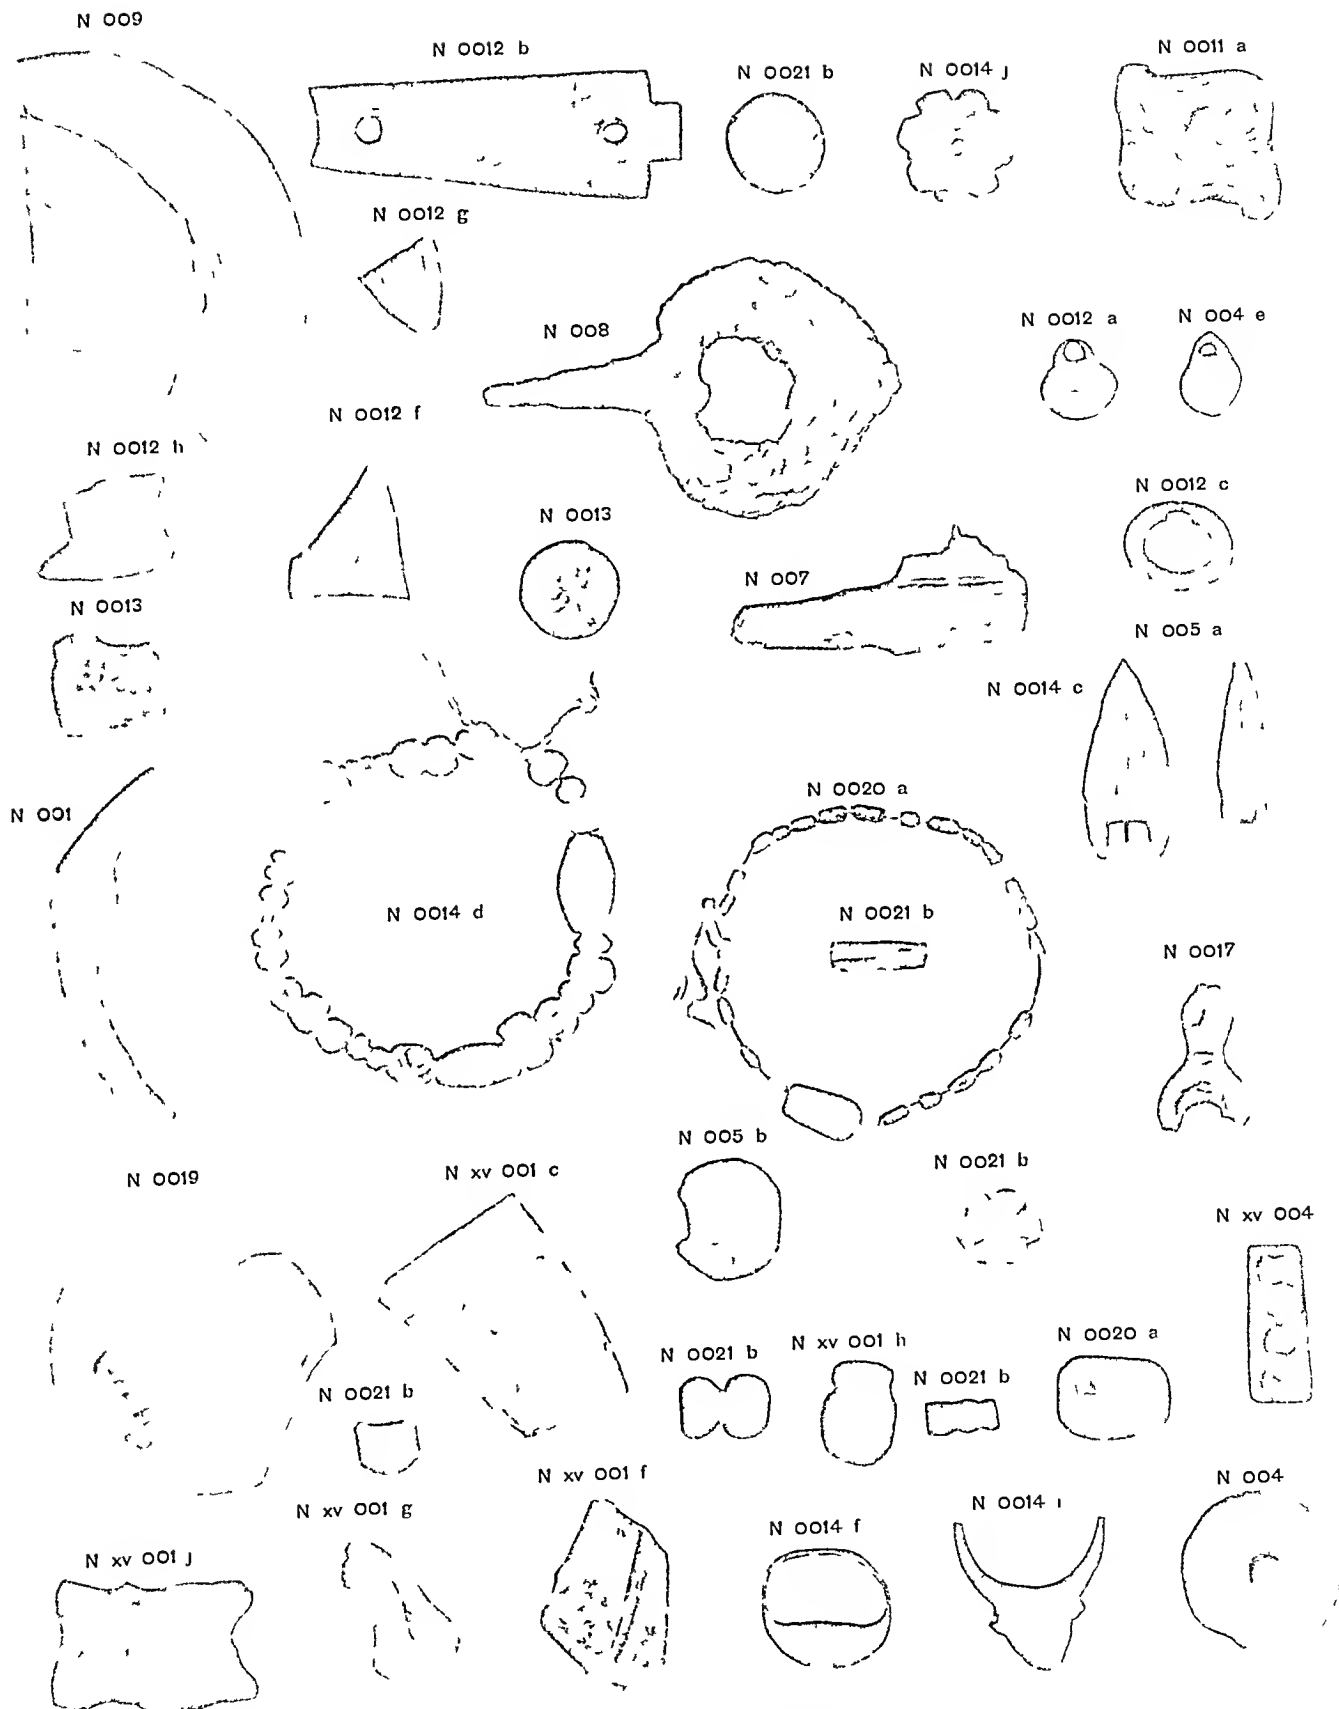 N 009
N 0012 b
N 0021 b
N 0014 j
N 0011 a
N 0012 g
N 008
N 0012 a
N 004 e
N 0012 f
N 0012 h
N 0012 c
N 0013
N 007
N 0013
N 005 a
N 0014 c
N 001
N 0020 a
N 0014 d
N 0021 b
N 0017
N 005 b
N 0021 b
N 0019
N xv 001 c
N xv 004
N 0021 b
N xv 001 h
N 0021 b
N 0020 a
N 0021 b
N xv 001 f
N 004
N xv 001 g
N 0014 f
N 0014 i
N xv 001 j